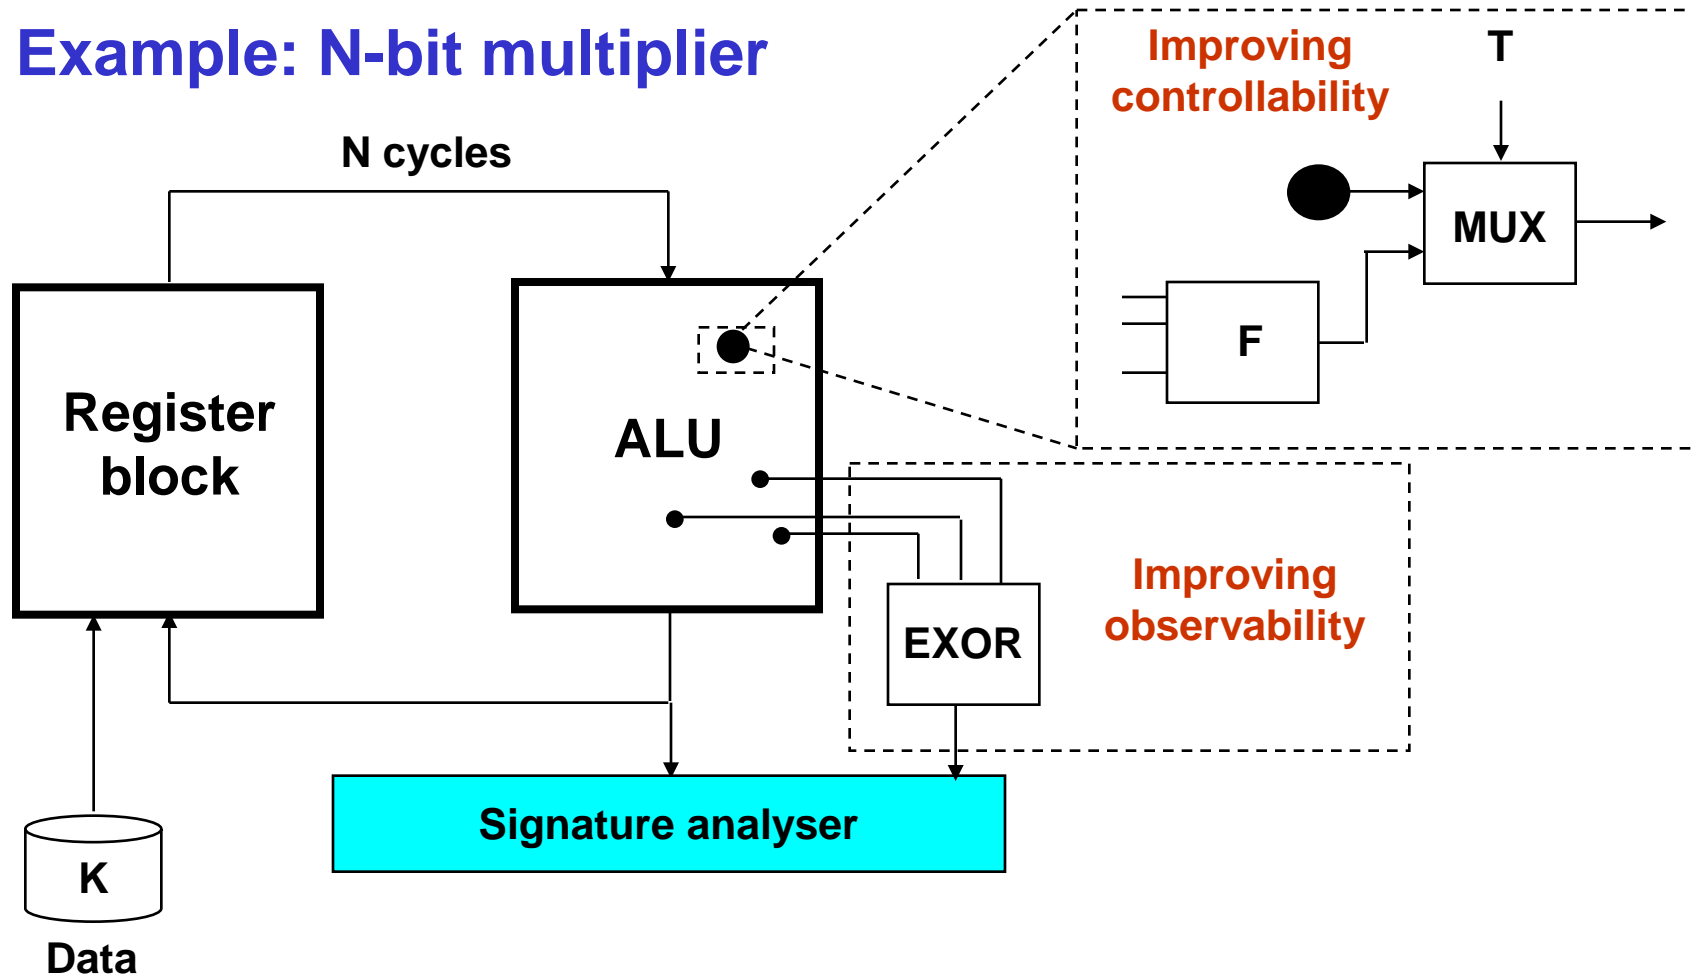 Example: N-bit multiplier
Improving
controllability
T
N cycles
MUX
F
Register
block
ALU
Improving
observability
EXOR
Signature analyser
K
Data